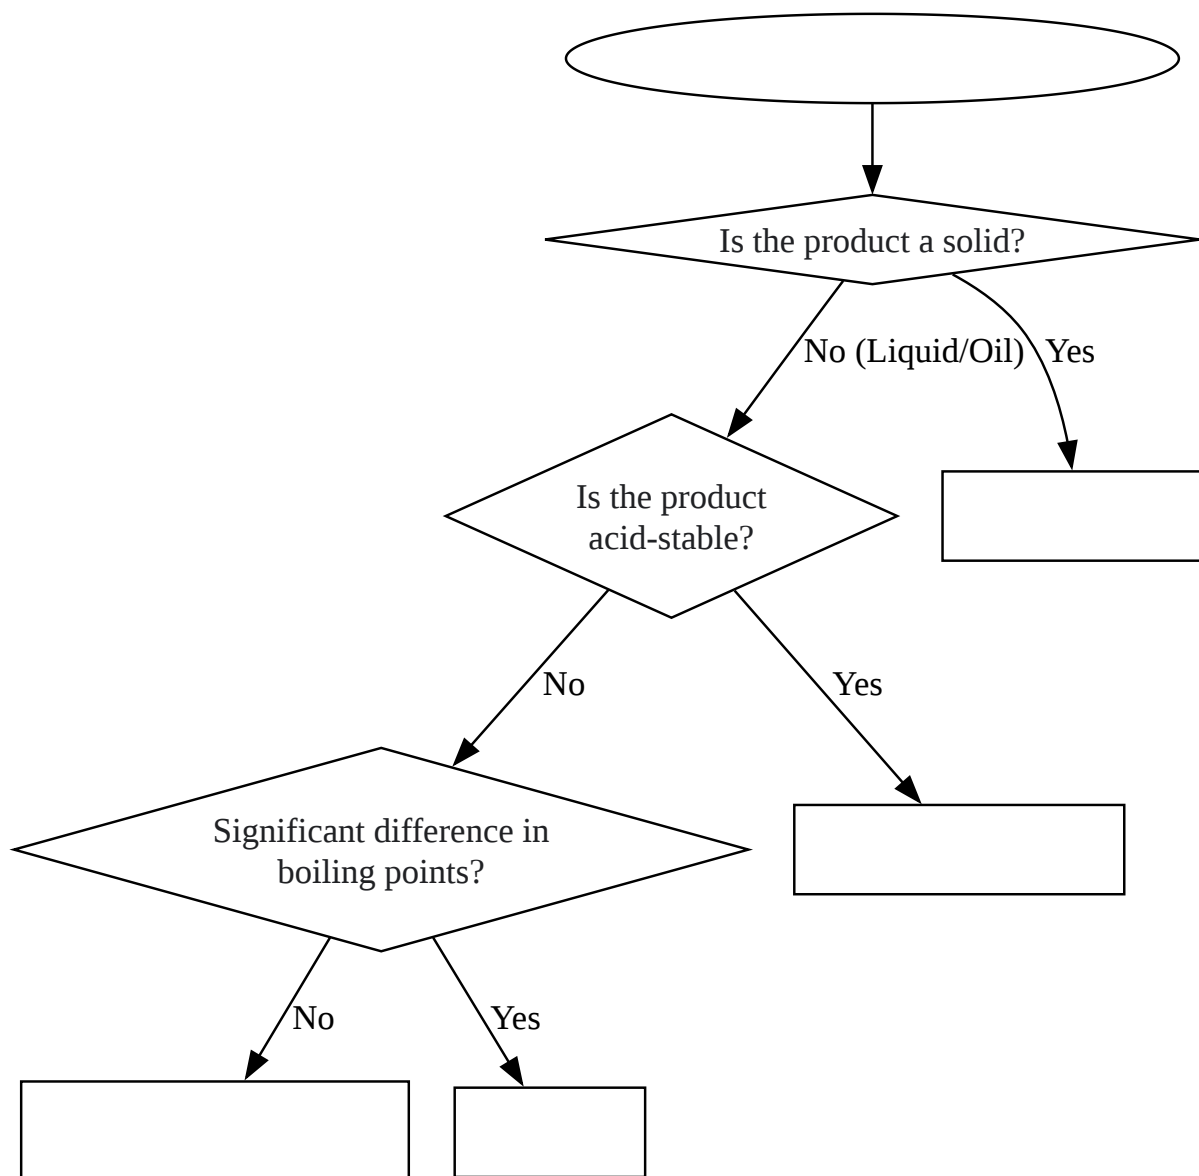 Is the product a solid?
No (Liquid/Oil)
Yes
Is the product
acid-stable?
No
Yes
Significant difference in
boiling points?
No
Yes